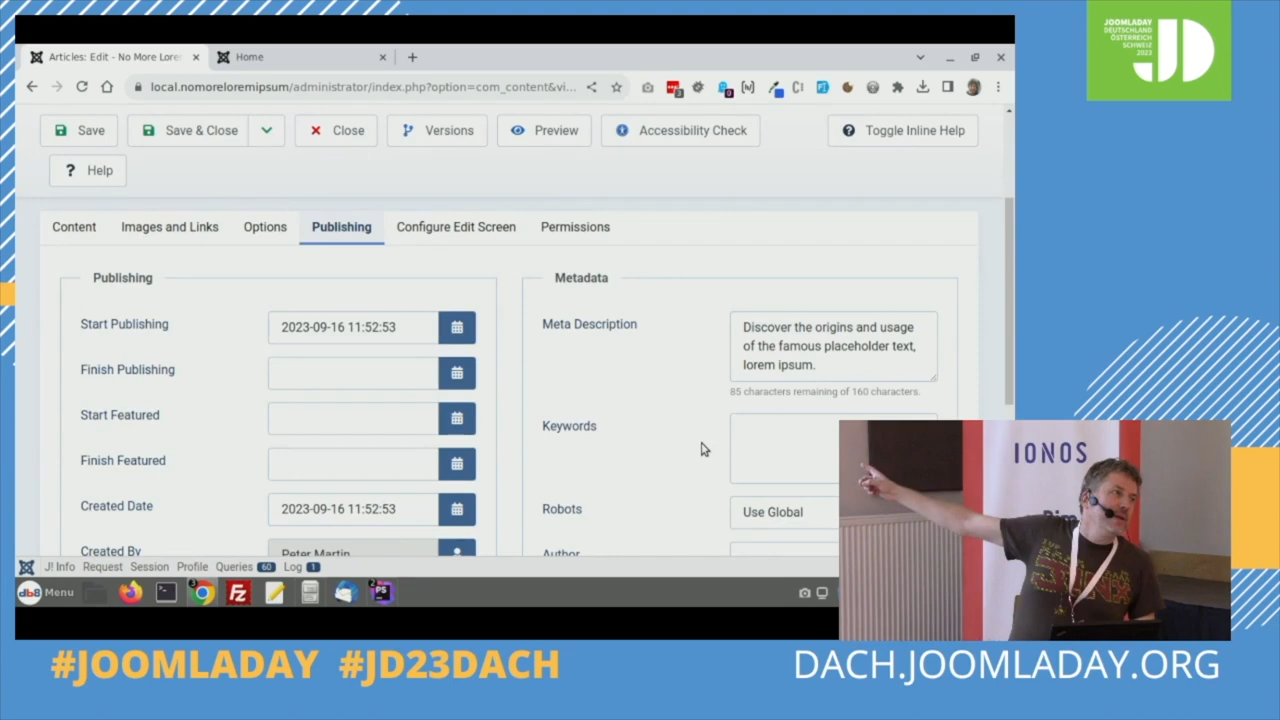 JOOMLADAY
DEUTSCHLAND
ÖSTERREICH
SCHWEIZ
2023
JD
Articles: Edit - No More Lore
Home
local.nomoreloremipsum/administrator/index.php?option=com_content&vi...
Save
Save & Close
Close
Versions
Preview
Accessibility Check
Toggle Inline Help
Help
Content
Images and Links
Options
Publishing
Configure Edit Screen
Permissions
Publishing
Start Publishing
2023-09-16 11:52:53
Finish Publishing
Start Featured
Finish Featured
Created Date
2023-09-16 11:52:53
Created By
Peter Martin
Metadata
Meta Description
Discover the origins and usage
of the famous placeholder text,
lorem ipsum.
85 characters remaining of 160 characters.
Keywords
Robots
Use Global
Author
IONOS
J! Info Request Session Profile Queries 60 Log 1
db8 Menu
#JOOMLADAY #JD23DACH
DACH.JOOMLADAY.ORG